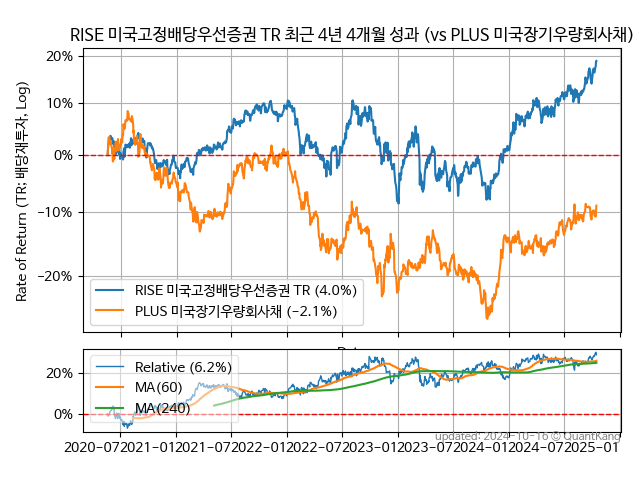 RISE 미국고정배당우선증권 TR 최근 4년 4개월 성과 (vs PLUS 미국장기우량회사채)
Rate of Return (TR: 배당재투자, Log)
20%
10%
0%
−10%
−20%
RISE 미국고정배당우선증권 TR (4.0%)
PLUS 미국장기우량회사채 (−2.1%)
20%
0%
Relative (6.2%)
MA(60)
MA(240)
updated: 2024-10-16 © QuantKang
2020-07 2021-01 2021-07 2022-01 2022-07 2023-01 2023-07 2024-01 2024-07 2025-01